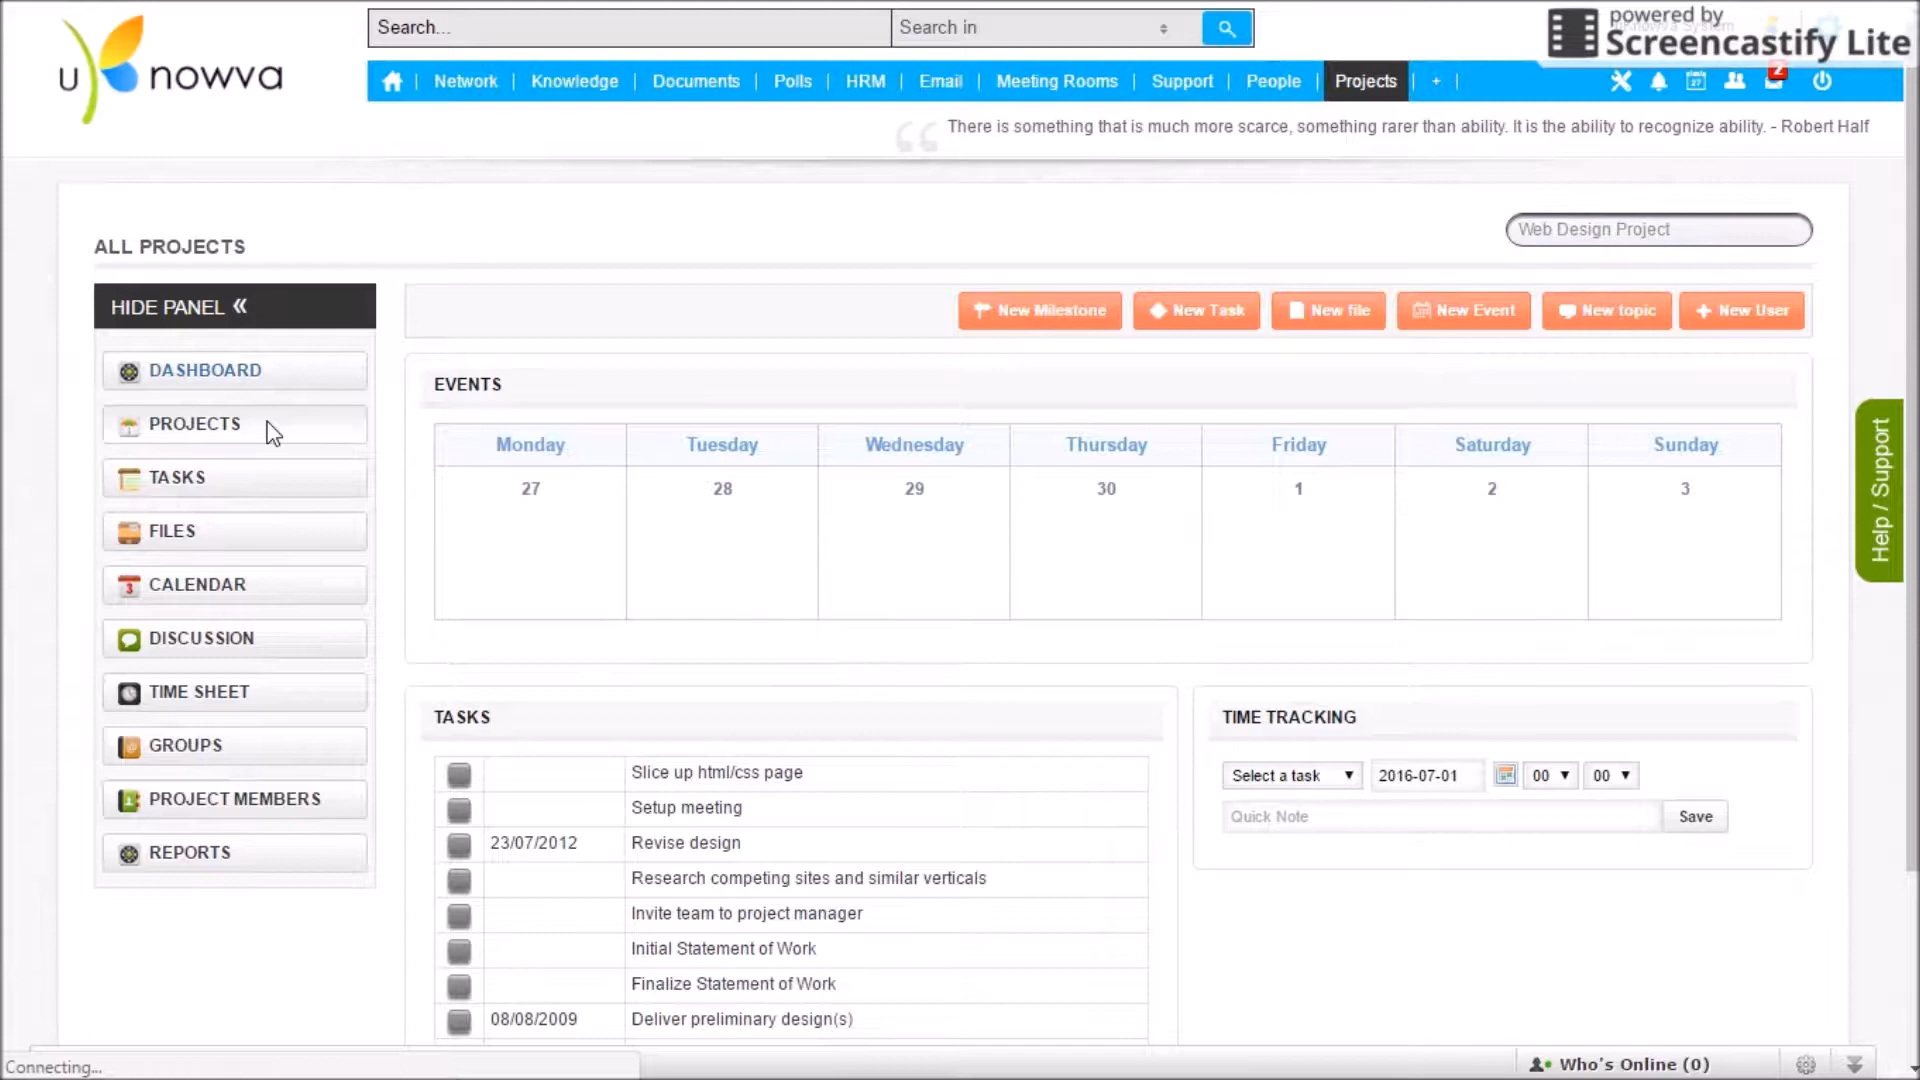 u nowva
Search...
Search in
powered by
Screencastify Lite
Network
Knowledge
Documents
Polls
HRM
Email
Meeting Rooms
Support
People
Projects
+
27
2
There is something that is much more scarce, something rarer than ability. It is the ability to recognize ability. - Robert Half
ALL PROJECTS
Web Design Project
HIDE PANEL «
New Milestone
New Task
New file
New Event
New topic
New User
DASHBOARD
PROJECTS
TASKS
FILES
3
CALENDAR
DISCUSSION
TIME SHEET
GROUPS
PROJECT MEMBERS
REPORTS
EVENTS
Monday Tuesday Wednesday Thursday Friday Saturday Sunday
27 28 29 30 1 2 3
Help / Support
TASKS
Slice up html/css page
Setup meeting
23/07/2012 Revise design
Research competing sites and similar verticals
Invite team to project manager
Initial Statement of Work
Finalize Statement of Work
08/08/2009 Deliver preliminary design(s)
TIME TRACKING
Select a task 2016-07-01 00 00
Quick Note
Save
Connecting...
Who's Online (0)